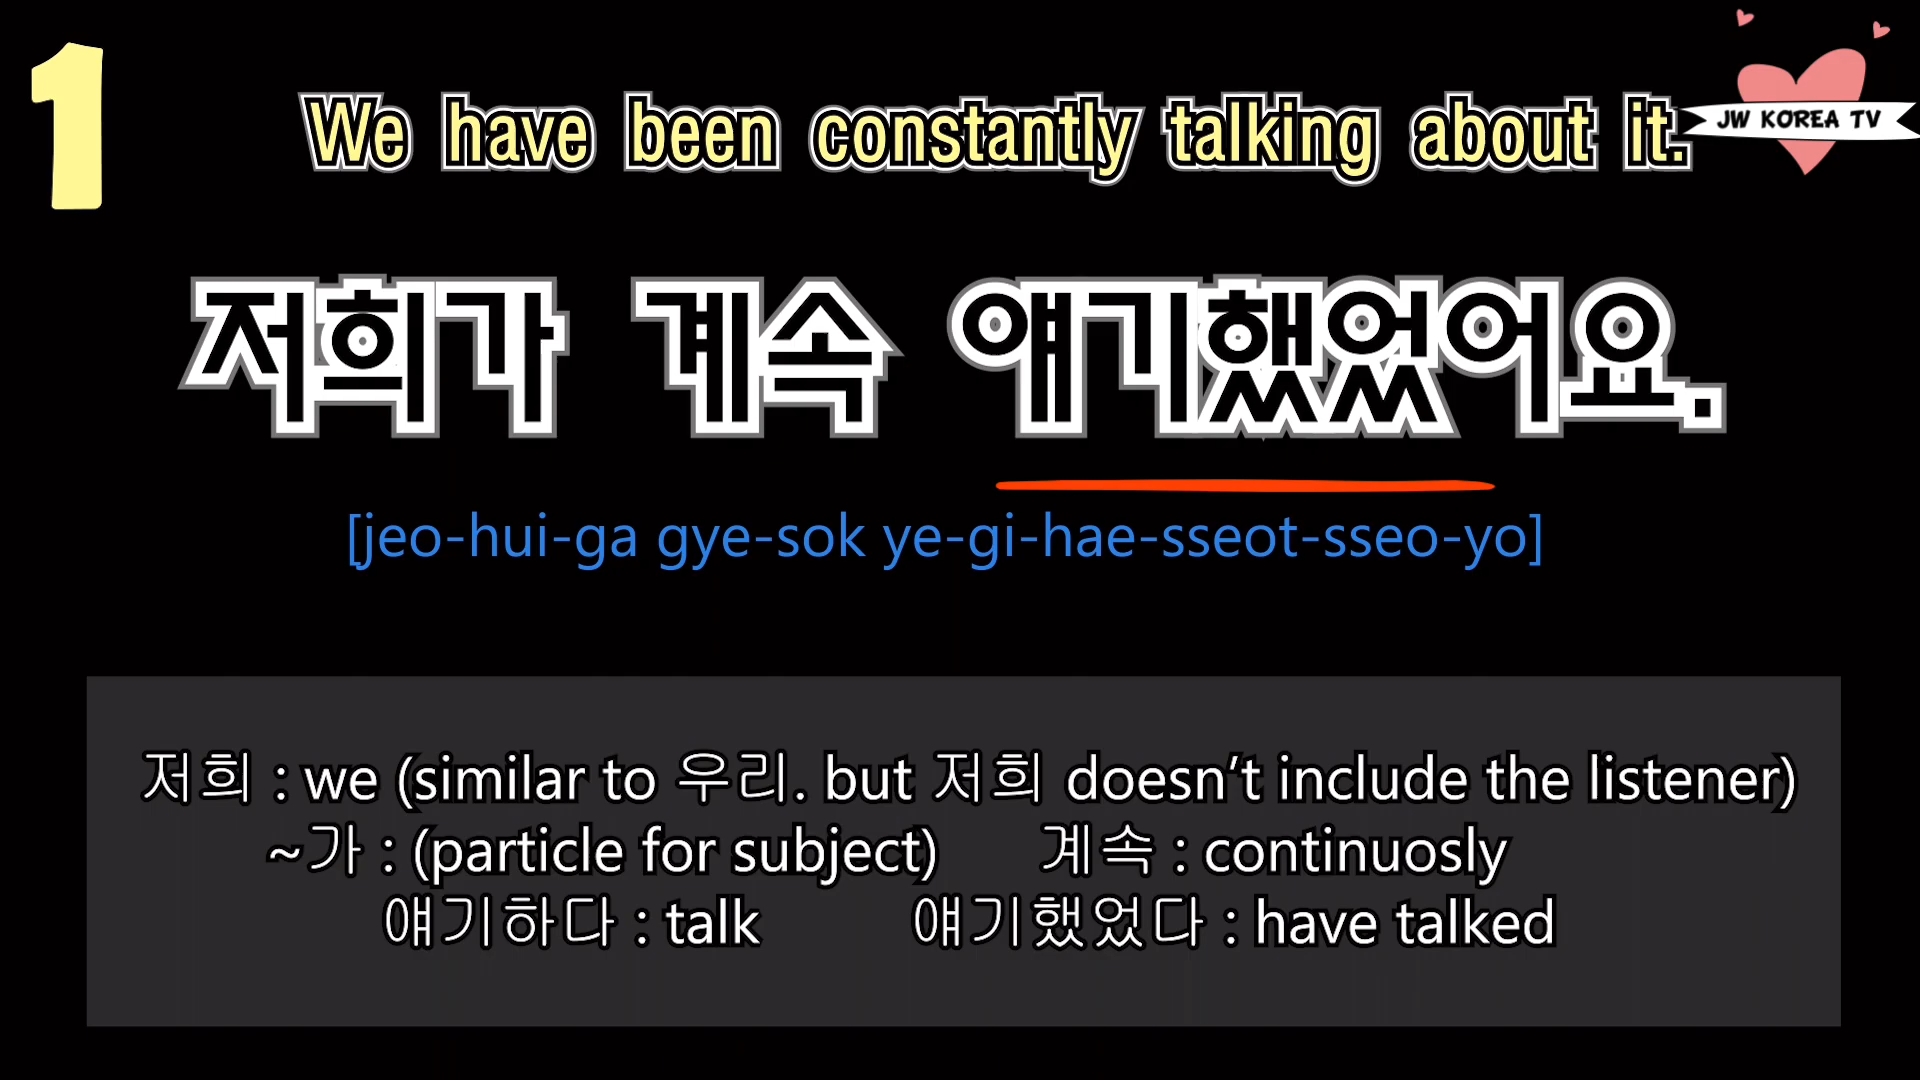 1
We have been constantly talking about it.
JW KOREA TV
저희가 계속 얘기했었어요.
[jeo-hui-ga gye-sok ye-gi-hae-sseot-sseo-yo]
저희 : we (similar to 우리. but 저희 doesn’t include the listener)
~가 : (particle for subject) 계속 : continuosly
얘기하다 : talk 얘기했었다 : have talked